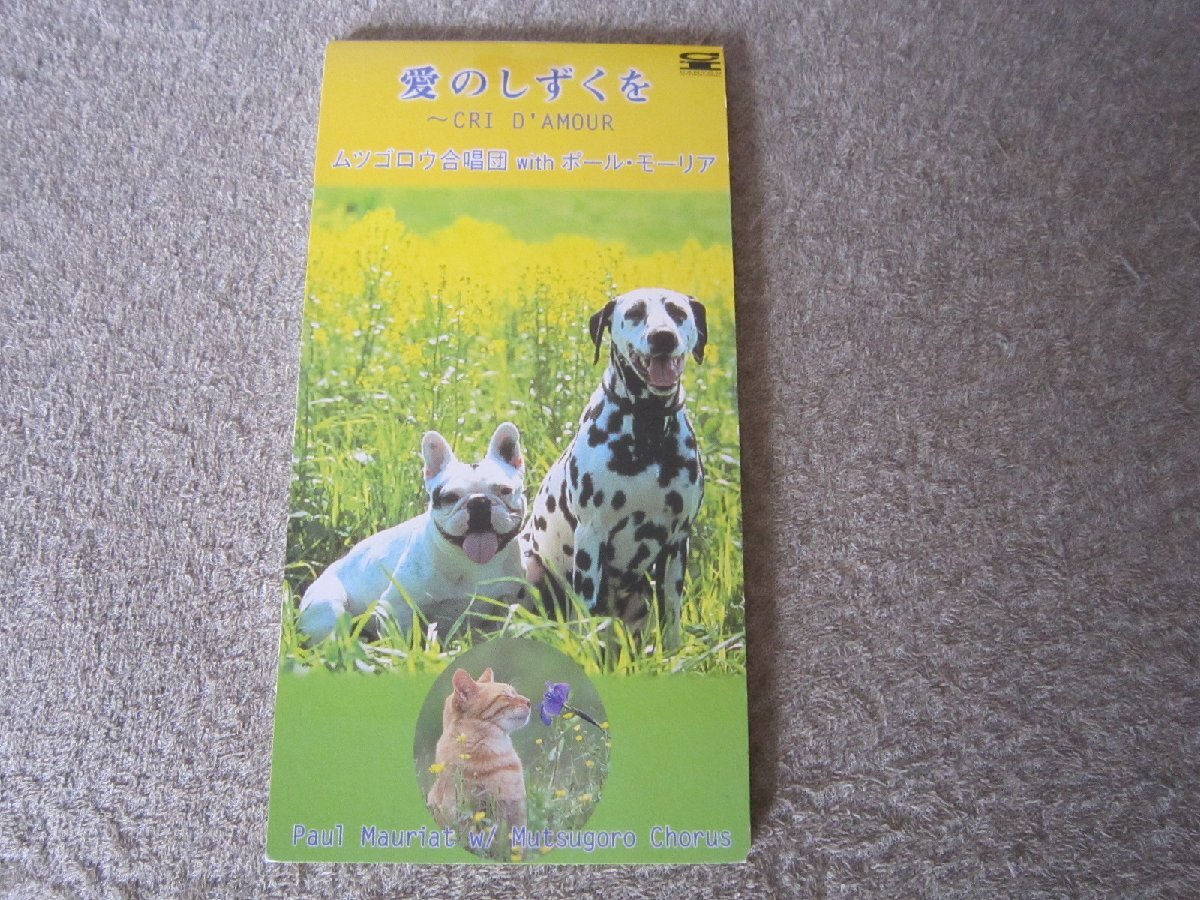 愛のしずくを
～CRI D'AMOUR
ムツゴロウ合唱団 with ポール・モーリア
Paul Mauriat w/ Mutsugoro Chorus